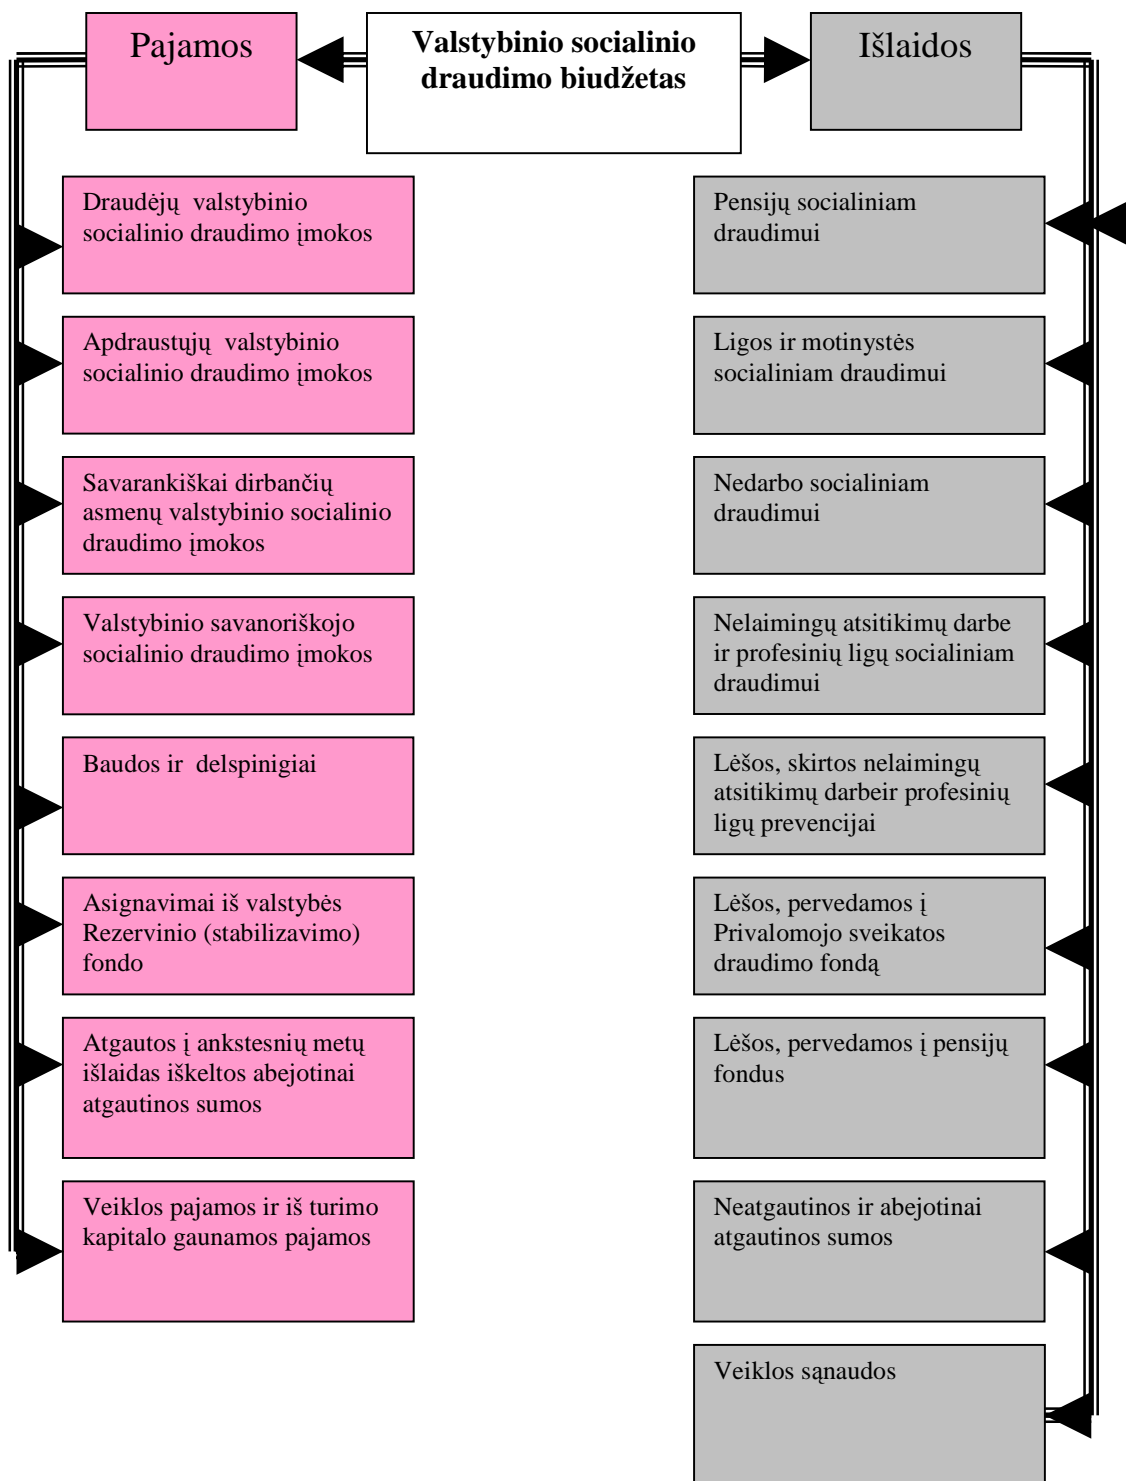 Pajamos
Valstybinio socialinio
draudimo biudžetas
Išlaidos
Draudėjų valstybinio
socialinio draudimo įmokos
Apdraustųjų valstybinio
socialinio draudimo įmokos
Savarankiškai dirbančių
asmenų valstybinio socialinio
draudimo įmokos
Valstybinio savanoriškojo
socialinio draudimo įmokos
Baudos ir delspinigiai
Asignavimai iš valstybės
Rezervinio (stabilizavimo)
fondo
Atgautos į ankstesnių metų
išlaidas iškeltos abejotinai
atgautinos sumos
Veiklos pajamos ir iš turimo
kapitalo gaunamos pajamos
Pensijų socialiniam
draudimui
Ligos ir motinystės
socialiniam draudimui
Nedarbo socialiniam
draudimui
Nelaimingų atsitikimų darbe
ir profesinių ligų socialiniam
draudimui
Lėšos, skirtos nelaimingų
atsitikimų darbeir profesinių
ligų prevencijai
Lėšos, pervedamos į
Privalomojo sveikatos
draudimo fondą
Lėšos, pervedamos į pensijų
fondus
Neatgautinos ir abejotinai
atgautinos sumos
Veiklos sąnaudos